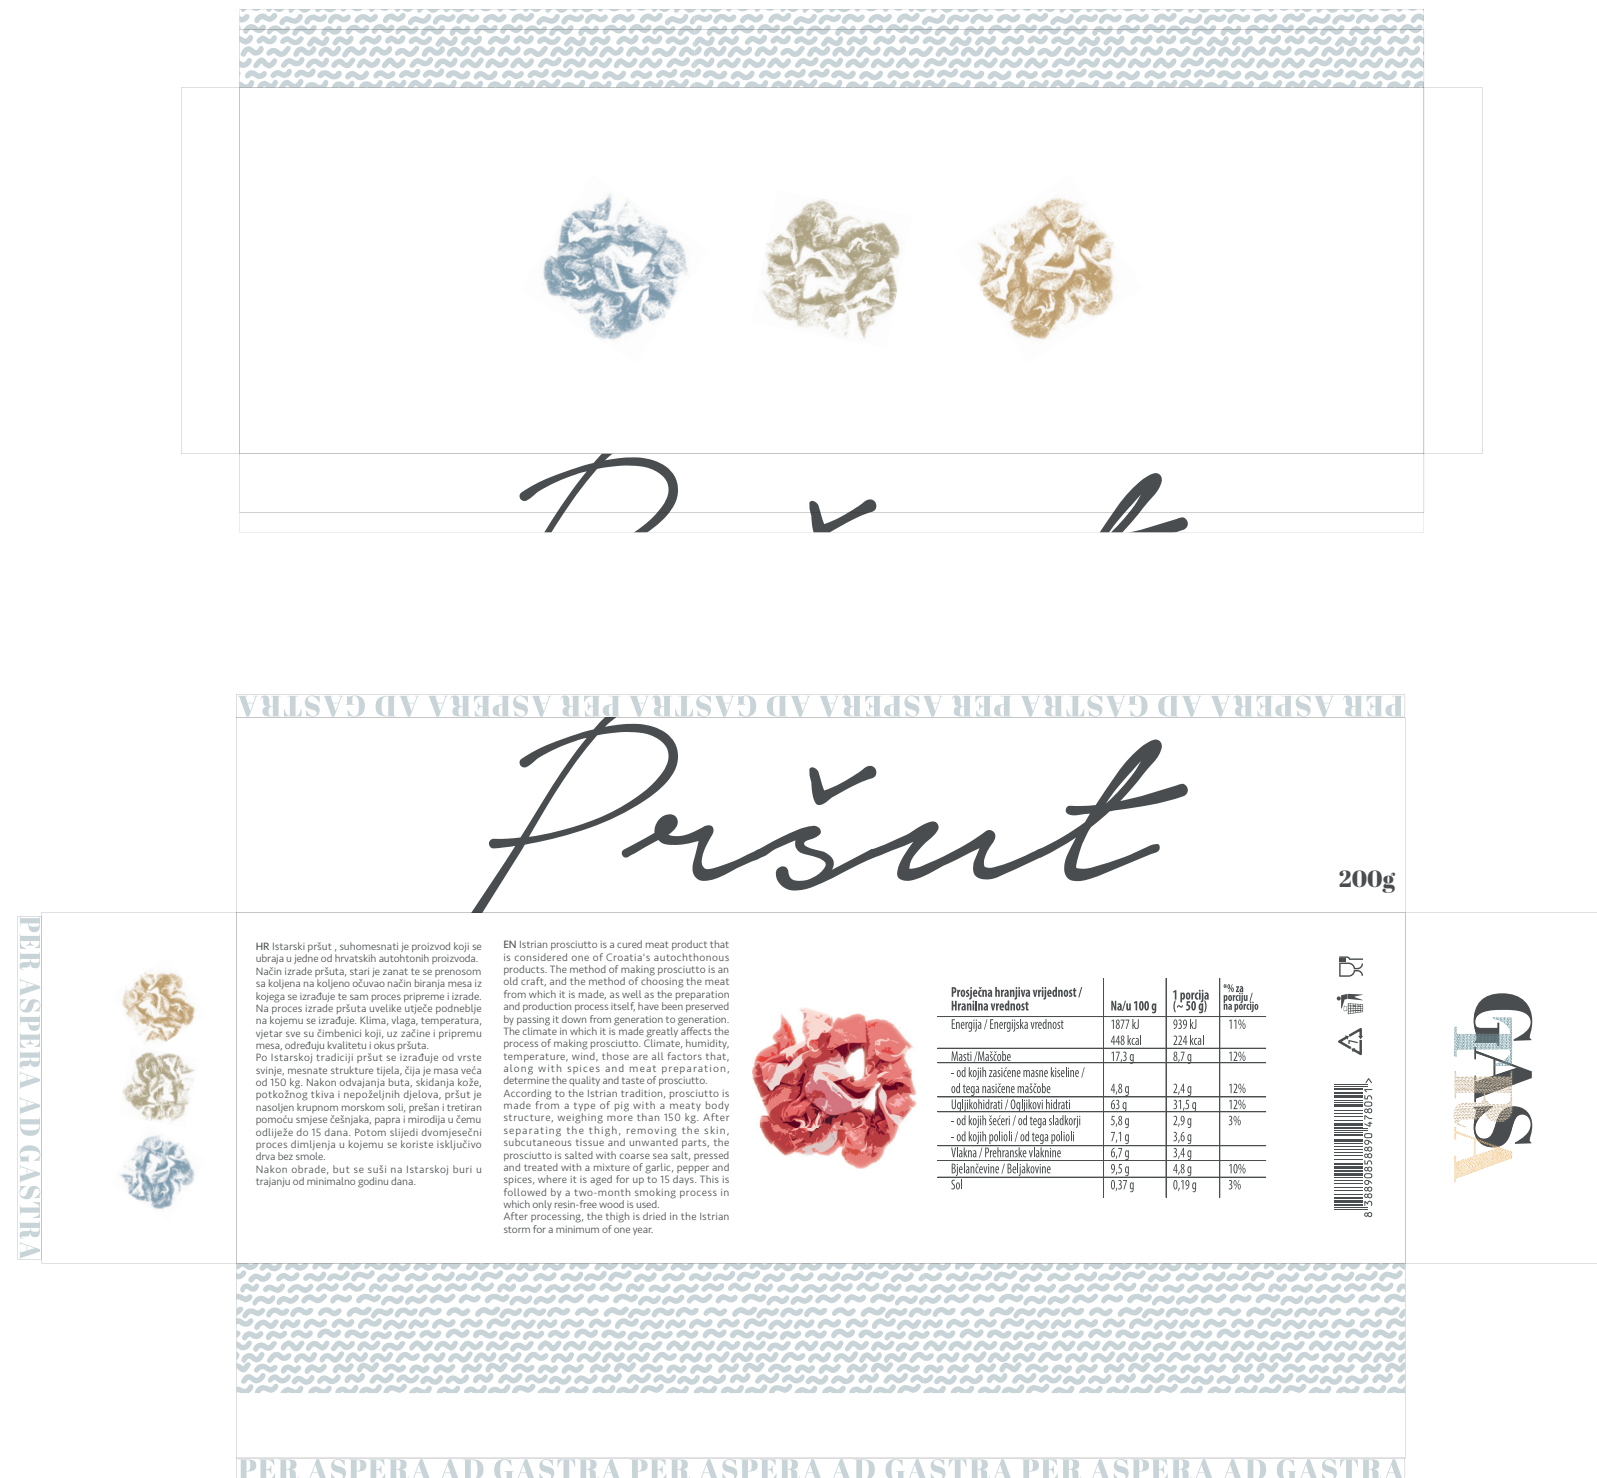 Pršut
PER ASPERA AD GASTRA PER ASPERA AD GASTRA PER ASPERA AD GASTRA
Pršut
200g
PER ASPERA AD GASTRA
HR Istarski pršut , suhomesnati je proizvod koji se
ubraja u jedne od hrvatskih autohtonih proizvoda.
Način izrade pršuta, stari je zanat te se prenosom
sa koljena na koljeno očuvao način biranja mesa iz
kojega se izrađuje te sam proces pripreme i izrade.
Na proces izrade pršuta uvelike utječe podneblje
na kojemu se izrađuje. Klima, vlaga, temperatura,
vjetar sve su čimbenici koji, uz začine i pripremu
mesa, određuju kvalitetu i okus pršuta.
Po Istarskoj tradiciji pršut se izrađuje od vrste
svinje, mesnate strukture tijela, čija je masa veća
od 150 kg. Nakon odvajanja buta, skidanja kože,
potkožnog tkiva i nepoželjnih djelova, pršut je
nasoljen krupnom morskom soli, prešan i tretiran
pomoću smjese češnjaka, papra i mirodija u čemu
odliježe do 15 dana. Potom slijedi dvomjesečni
proces dimljenja u kojemu se koriste isključivo
drva bez smole.
Nakon obrade, but se suši na Istarskoj buri u
trajanju od minimalno godinu dana.
EN Istrian prosciutto is a cured meat product that
is considered one of Croatia's autochthonous
products. The method of making prosciutto is an
old craft, and the method of choosing the meat
from which it is made, as well as the preparation
and production process itself, have been preserved
by passing it down from generation to generation.
The climate in which it is made greatly affects the
process of making prosciutto. Climate, humidity,
temperature, wind, those are all factors that,
along with spices and meat preparation,
determine the quality and taste of prosciutto.
According to the Istrian tradition, prosciutto is
made from a type of pig with a meaty body
structure, weighing more than 150 kg. After
separating the thigh, removing the skin,
subcutaneous tissue and unwanted parts, the
prosciutto is salted with coarse sea salt, pressed
and treated with a mixture of garlic, pepper and
spices, where it is aged for up to 15 days. This is
followed by a two-month smoking process in
which only resin-free wood is used.
After processing, the thigh is dried in the Istrian
storm for a minimum of one year.
Prosječna hranjiva vrijednost / Hranilna vrednost Na/u 100 g 1 porcija (~ 50 g) *% za porciju / na porcijo
Energija / Energijska vrednost 1877 kJ 939 kJ 11%
448 kcal 224 kcal
Masti /Maščobe 17,3 g 8,7 g 12%
- od kojih zasićene masne kiseline /
od tega nasičene maščobe 4,8 g 2,4 g 12%
Ugljikohidrati / Ogljikovi hidrati 63 g 31,5 g 12%
- od kojih šećeri / od tega sladkorji 5,8 g 2,9 g 3%
- od kojih polioli / od tega polioli 7,1 g 3,6 g
Vlakna / Prehranske vlaknine 6,7 g 3,4 g
Bjelančevine / Beljakovine 9,5 g 4,8 g 10%
Sol 0,37 g 0,19 g 3%
7
8 388908 588890 478051 >
GAS
T
RA
PER ASPERA AD GASTRA PER ASPERA AD GASTRA PER ASPERA AD GASTRA